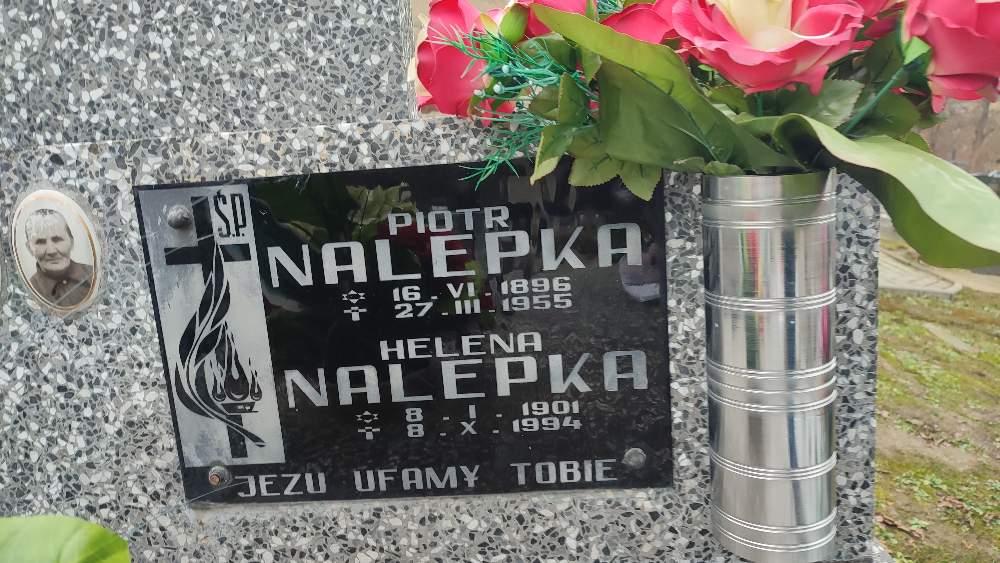 Ś.P.
PIOTR
NALEPKA
16 - VI - 1896
27 . III . 1955
HELENA
NALEPKA
8 . I . 1901
8 . X . 1994
JEZU UFAMY TOBIE